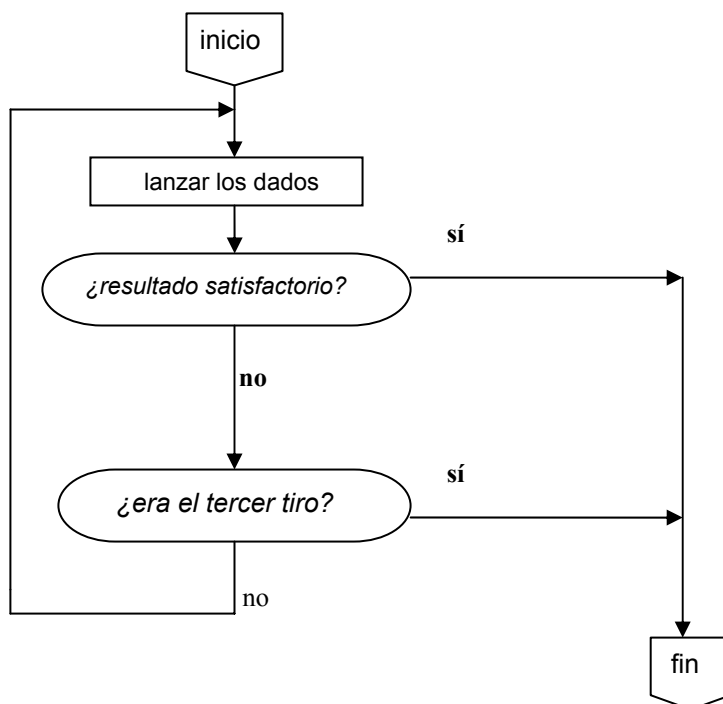 inicio
lanzar los dados
sí
¿resultado satisfactorio?
no
sí
¿era el tercer tiro?
no
fin